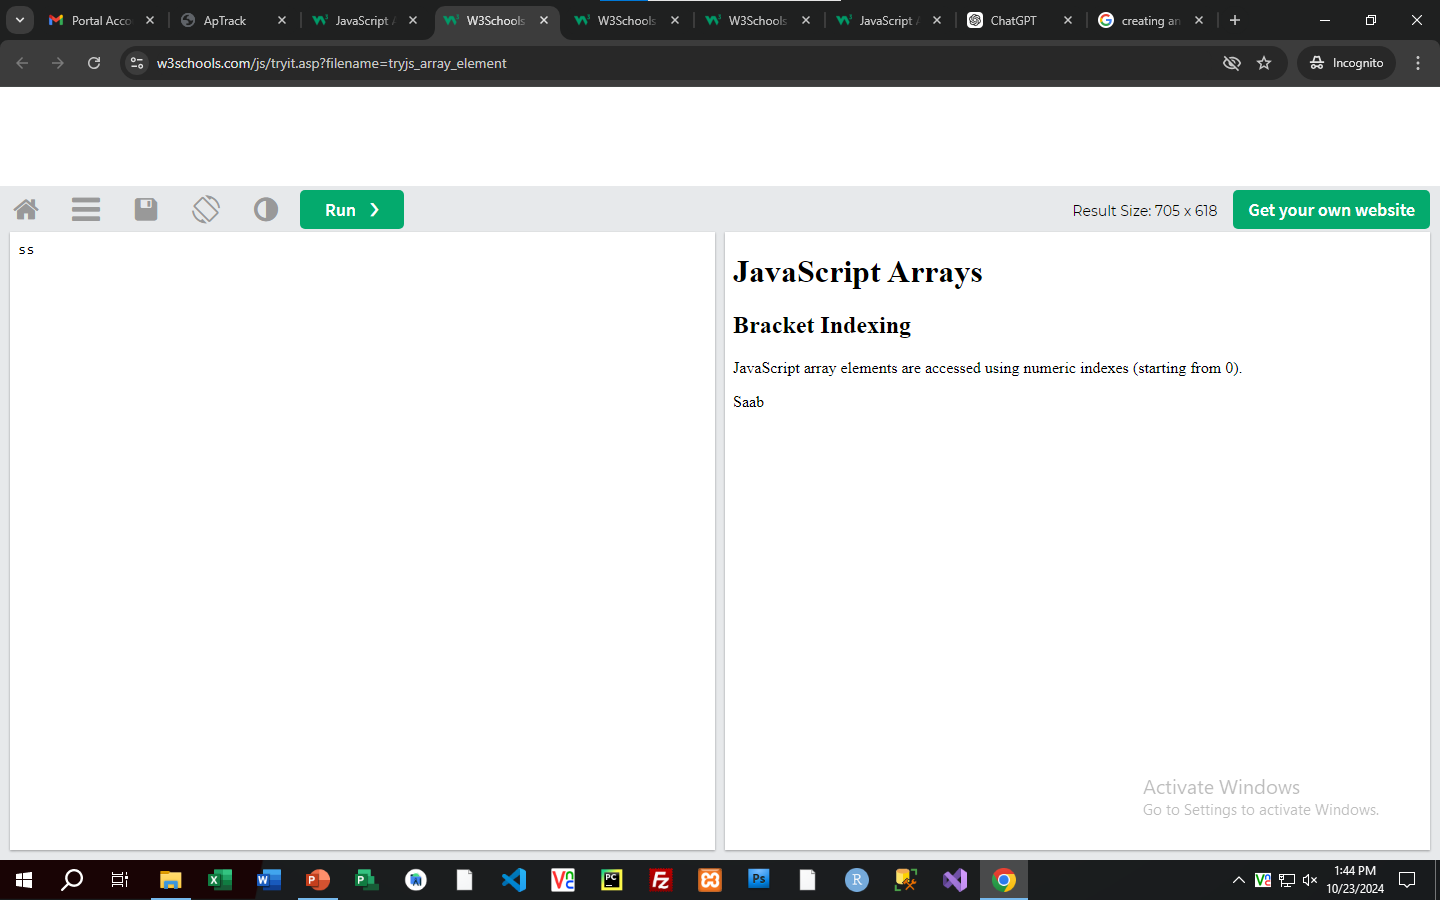 Portal Acco
ApTrack
JavaScript A
W3Schools
W3Schools
W3Schools
JavaScript A
ChatGPT
creating an
w3schools.com/js/tryit.asp?filename=tryjs_array_element
Incognito
Run ❯
Result Size: 705 x 618
Get your own website
ss
JavaScript Arrays
Bracket Indexing
JavaScript array elements are accessed using numeric indexes (starting from 0).
Saab
Activate Windows
Go to Settings to activate Windows.
1:44 PM
10/23/2024